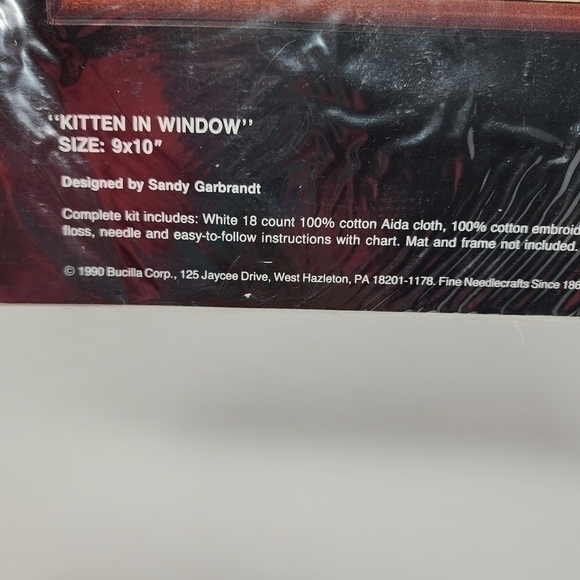 "KITTEN IN WINDOW"
SIZE: 9x10"
Designed by Sandy Garbrandt
Complete kit includes: White 18 count 100% cotton Aida cloth, 100% cotton embroid
floss, needle and easy-to-follow instructions with chart. Mat and frame not included.
© 1990 Bucilla Corp., 125 Jaycee Drive, West Hazleton, PA 18201-1178. Fine Needlecrafts Since 186